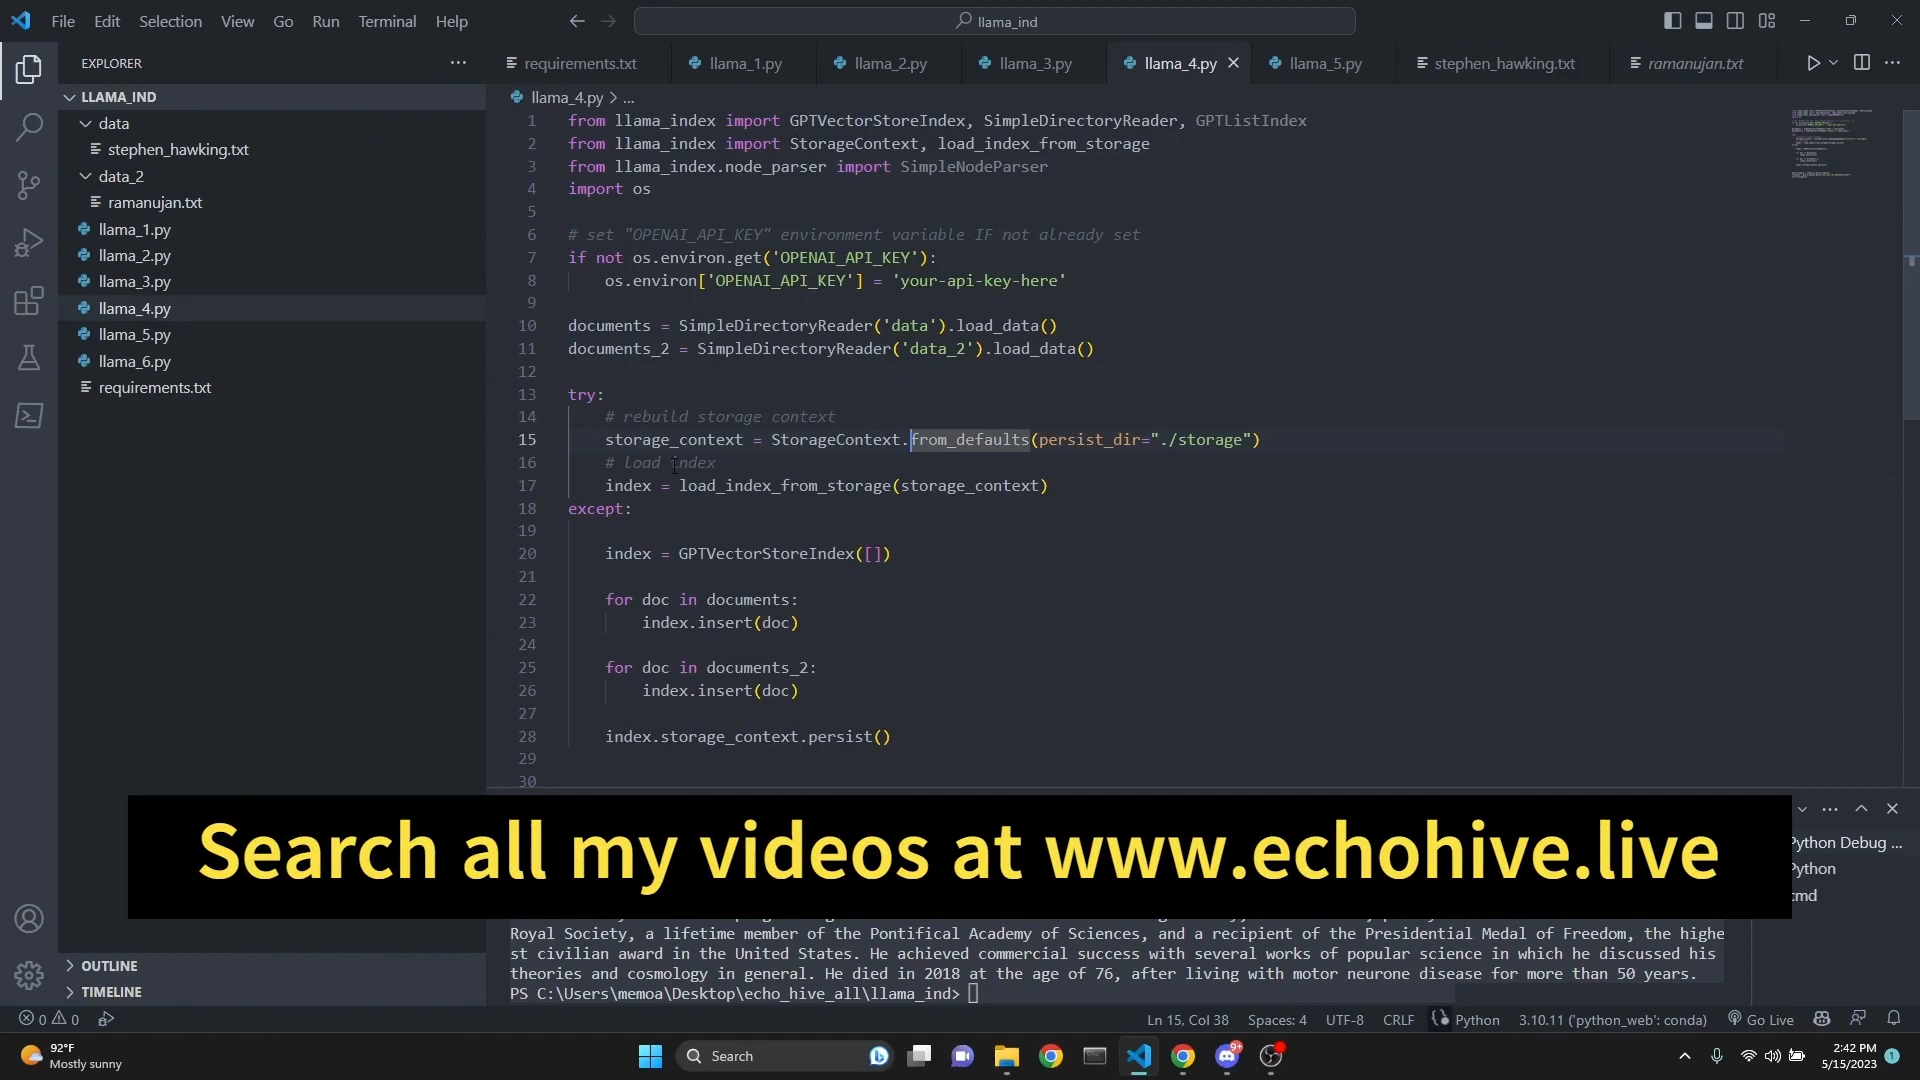 File Edit Selection View Go Run Terminal Help
llama_ind
EXPLORER
LLAMA_IND
data
stephen_hawking.txt
data_2
ramanujan.txt
llama_1.py
llama_2.py
llama_3.py
llama_4.py
llama_5.py
llama_6.py
requirements.txt
OUTLINE
TIMELINE
requirements.txt llama_1.py llama_2.py llama_3.py llama_4.py llama_5.py stephen_hawking.txt ramanujan.txt
llama_4.py > ...
1 from llama_index import GPTVectorStoreIndex, SimpleDirectoryReader, GPTListIndex
2 from llama_index import StorageContext, load_index_from_storage
3 from llama_index.node_parser import SimpleNodeParser
4 import os
5
6 # set "OPENAI_API_KEY" environment variable IF not already set
7 if not os.environ.get('OPENAI_API_KEY'):
8 os.environ['OPENAI_API_KEY'] = 'your-api-key-here'
9
10 documents = SimpleDirectoryReader('data').load_data()
11 documents_2 = SimpleDirectoryReader('data_2').load_data()
12
13 try:
14 # rebuild storage context
15 storage_context = StorageContext.from_defaults(persist_dir="./storage")
16 # load index
17 index = load_index_from_storage(storage_context)
18 except:
19
20 index = GPTVectorStoreIndex([])
21
22 for doc in documents:
23 index.insert(doc)
24
25 for doc in documents_2:
26 index.insert(doc)
27
28 index.storage_context.persist()
29
30
Search all my videos at www.echohive.live
Python Debug ...
Python
cmd
Royal Society, a lifetime member of the Pontifical Academy of Sciences, and a recipient of the Presidential Medal of Freedom, the highe
st civilian award in the United States. He achieved commercial success with several works of popular science in which he discussed his
theories and cosmology in general. He died in 2018 at the age of 76, after living with motor neurone disease for more than 50 years.
PS C:\Users\memoa\Desktop\echo_hive_all\llama_ind>
0 0 Ln 15, Col 38 Spaces: 4 UTF-8 CRLF Python 3.10.11 ('python_web': conda) Go Live
92°F
Mostly sunny
Search
9+
2:42 PM
5/15/2023
1